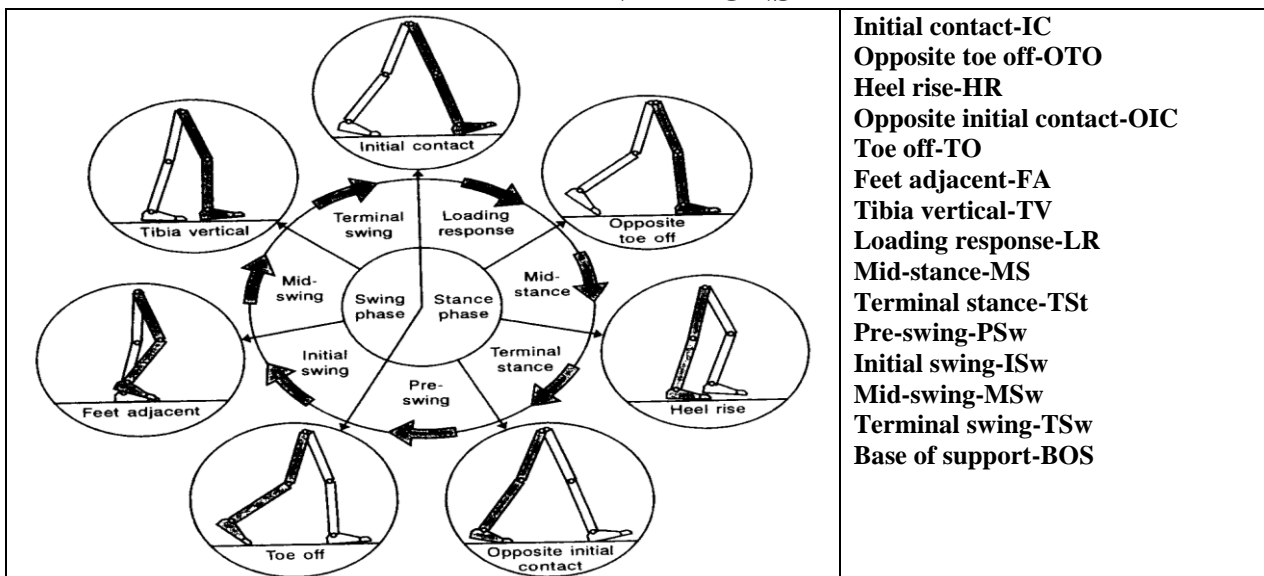 Initial contact
Opposite
toe off
Heel rise
Opposite initial
contact
Toe off
Feet adjacent
Tibia vertical
Terminal
swing
Loading
response
Mid-
stance
Terminal
stance
Pre-
swing
Initial
swing
Mid-
swing
Swing
phase
Stance
phase
Initial contact-IC
Opposite toe off-OTO
Heel rise-HR
Opposite initial contact-OIC
Toe off-TO
Feet adjacent-FA
Tibia vertical-TV
Loading response-LR
Mid-stance-MS
Terminal stance-TSt
Pre-swing-PSw
Initial swing-ISw
Mid-swing-MSw
Terminal swing-TSw
Base of support-BOS